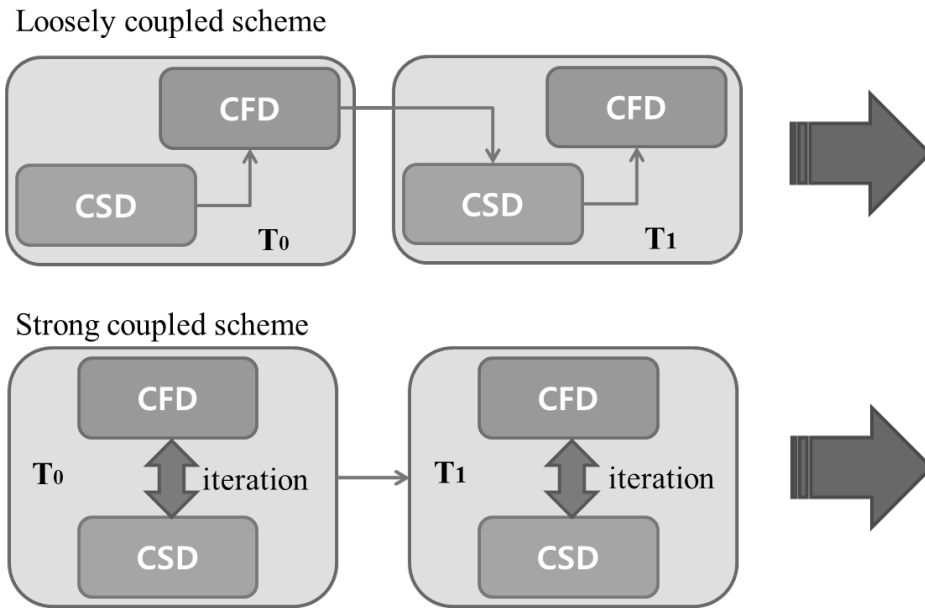 Loosely coupled scheme
CFD
CSD
T0
CFD
CSD
T1
Strong coupled scheme
CFD
T0
iteration
CSD
CFD
T1
iteration
CSD